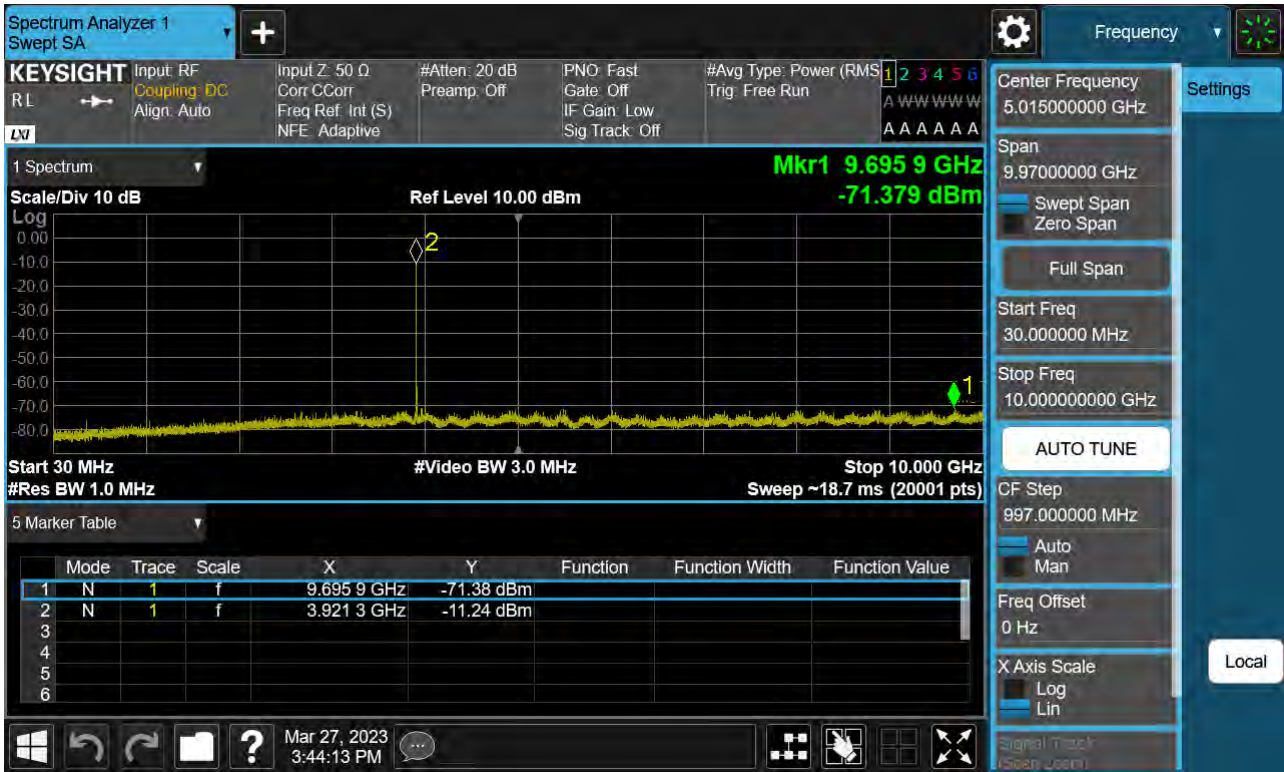 Spectrum Analyzer 1
Swept SA
+
Frequency
KEYSIGHT
RL
LXI
Input: RF
Coupling: DC
Align: Auto
Input Z: 50 Ω
Corr CCorr
Freq Ref: Int (S)
NFE: Adaptive
#Atten: 20 dB
Preamp: Off
PNO: Fast
Gate: Off
IF Gain: Low
Sig Track: Off
#Avg Type: Power (RMS
Trig: Free Run
1 2 3 4 5 6
A W W W W W
A A A A A A
1 Spectrum
Mkr1 9.695 9 GHz
-71.379 dBm
Scale/Div 10 dB
Ref Level 10.00 dBm
Log
0.00
-10.0
-20.0
-30.0
-40.0
-50.0
-60.0
-70.0
-80.0
2
1
Start 30 MHz
#Video BW 3.0 MHz
Stop 10.000 GHz
#Res BW 1.0 MHz
Sweep ~18.7 ms (20001 pts)
5 Marker Table
Mode Trace Scale X Y Function Function Width Function Value
1 N 1 f 9.695 9 GHz -71.38 dBm
2 N 1 f 3.921 3 GHz -11.24 dBm
3
4
5
6
Mar 27, 2023
3:44:13 PM
?
Center Frequency
5.015000000 GHz
Span
9.97000000 GHz
Swept Span
Zero Span
Full Span
Start Freq
30.000000 MHz
Stop Freq
10.000000000 GHz
AUTO TUNE
CF Step
997.000000 MHz
Auto
Man
Freq Offset
0 Hz
X Axis Scale
Log
Lin
Signal Track
(Span Zoom)
Settings
Local